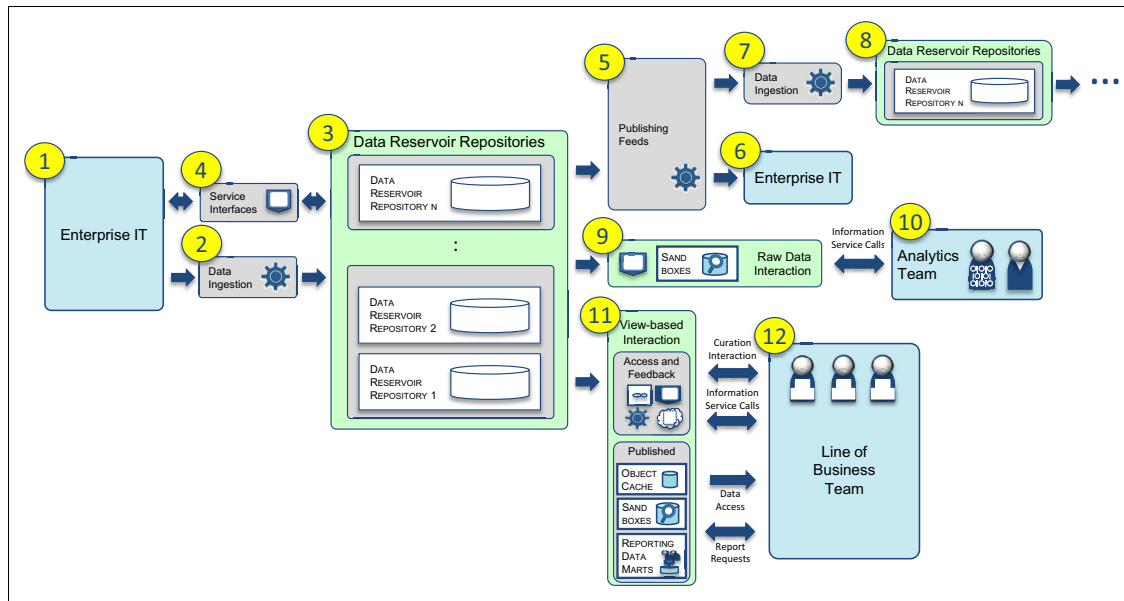 1
Enterprise IT
4
Service
Interfaces
2
Data
Ingestion
3
Data Reservoir Repositories
DATA
RESERVOIR
REPOSITORY N
:
DATA
RESERVOIR
REPOSITORY 2
DATA
RESERVOIR
REPOSITORY 1
5
Publishing
Feeds
7
Data
Ingestion
8
Data Reservoir Repositories
DATA
RESERVOIR
REPOSITORY N
...
6
Enterprise IT
9
SAND
BOXES
Raw Data
Interaction
Information
Service Calls
10
Analytics
Team
11
View-based
Interaction
Access and
Feedback
Published
OBJECT
CACHE
SAND
BOXES
REPORTING
DATA
MARTS
Curation
Interaction
Information
Service Calls
Data
Access
Report
Requests
12
Line of
Business
Team